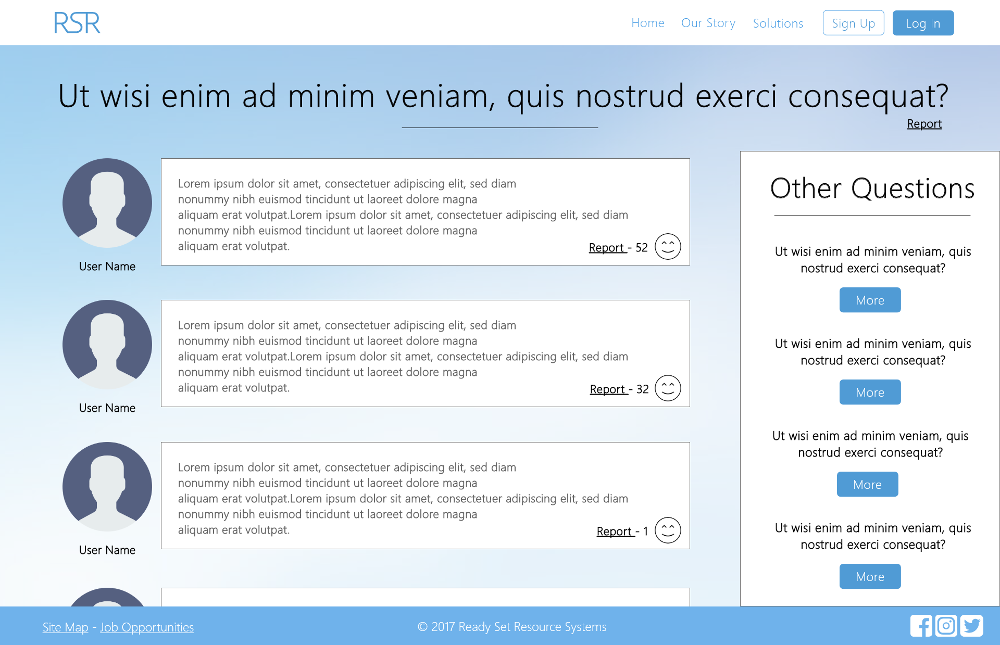 RSR
Home
Our Story
Solutions
Sign Up
Log In
Ut wisi enim ad minim veniam, quis nostrud exerci consequat?
Report
Lorem ipsum dolor sit amet, consectetuer adipiscing elit, sed diam
nonummy nibh euismod tincidunt ut laoreet dolore magna
aliquam erat volutpat.Lorem ipsum dolor sit amet, consectetuer adipiscing elit, sed diam
nonummy nibh euismod tincidunt ut laoreet dolore magna
aliquam erat volutpat.
Report - 52
User Name
Lorem ipsum dolor sit amet, consectetuer adipiscing elit, sed diam
nonummy nibh euismod tincidunt ut laoreet dolore magna
aliquam erat volutpat.Lorem ipsum dolor sit amet, consectetuer adipiscing elit, sed diam
nonummy nibh euismod tincidunt ut laoreet dolore magna
aliquam erat volutpat.
Report - 32
User Name
Lorem ipsum dolor sit amet, consectetuer adipiscing elit, sed diam
nonummy nibh euismod tincidunt ut laoreet dolore magna
aliquam erat volutpat.Lorem ipsum dolor sit amet, consectetuer adipiscing elit, sed diam
nonummy nibh euismod tincidunt ut laoreet dolore magna
aliquam erat volutpat.
Report - 1
User Name
Other Questions
Ut wisi enim ad minim veniam, quis
nostrud exerci consequat?
More
Ut wisi enim ad minim veniam, quis
nostrud exerci consequat?
More
Ut wisi enim ad minim veniam, quis
nostrud exerci consequat?
More
Ut wisi enim ad minim veniam, quis
nostrud exerci consequat?
More
Site Map - Job Opportunities
© 2017 Ready Set Resource Systems